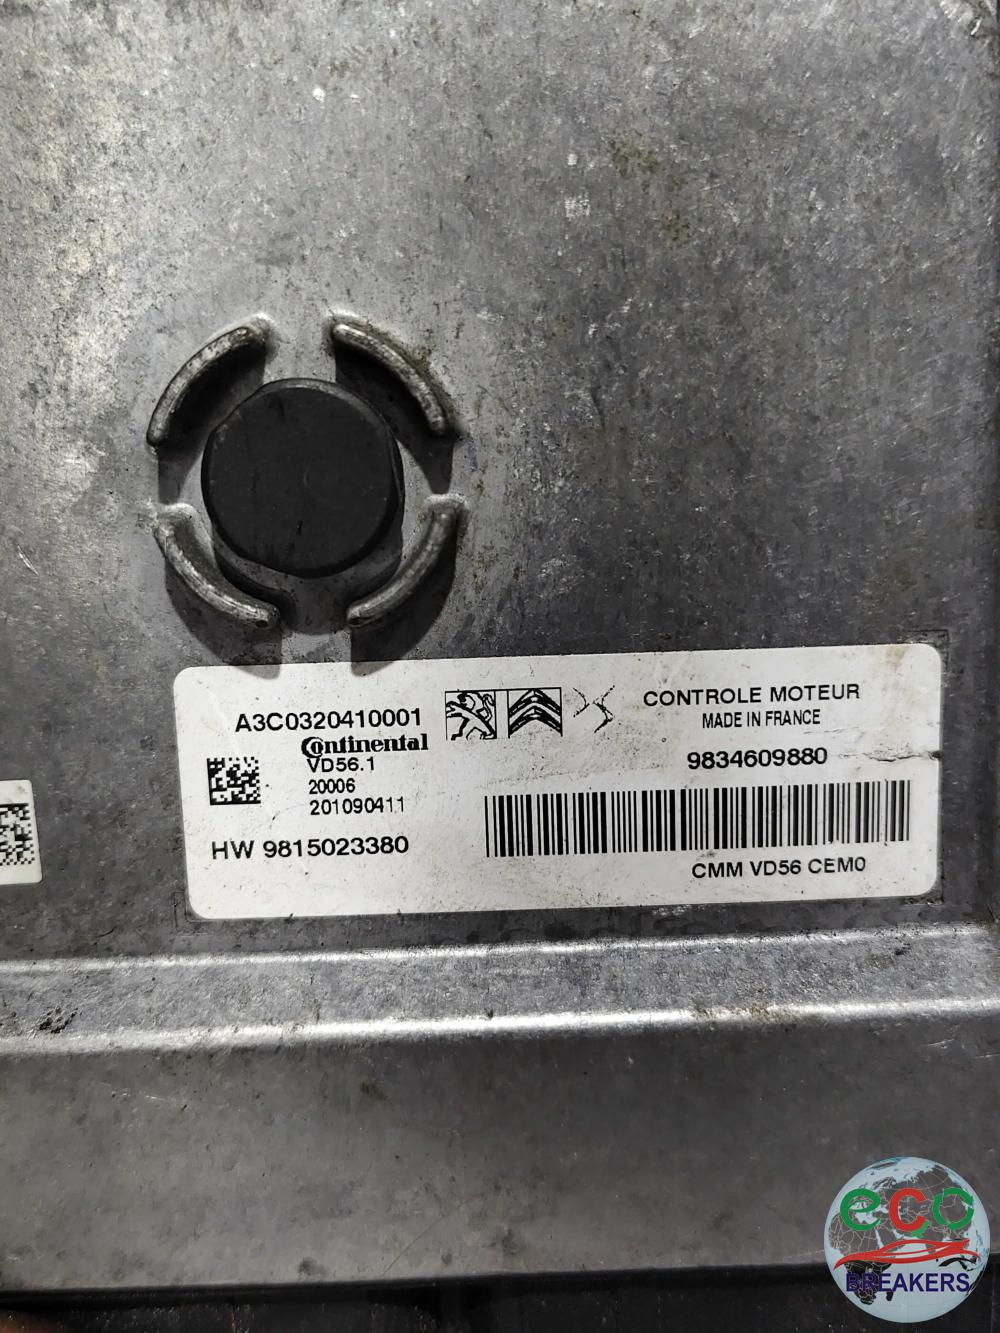 A3C0320410001
Continental
VD56.1
20006
201090411
HW 9815023380
CONTROLE MOTEUR
MADE IN FRANCE
9834609880
CMM VD56 CEM0
eco
BREAKERS